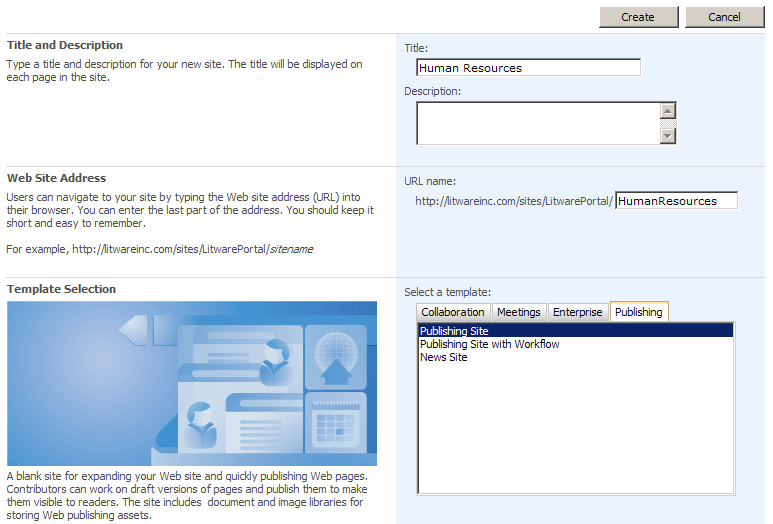 Create Cancel
Title and Description
Type a title and description for your new site. The title will be displayed on
each page in the site.
Title:
Human Resources
Description:
Web Site Address
Users can navigate to your site by typing the Web site address (URL) into
their browser. You can enter the last part of the address. You should keep it
short and easy to remember.
For example, http://litwareinc.com/sites/LitwarePortal/sitename
URL name:
http://litwareinc.com/sites/LitwarePortal/ HumanResources
Template Selection
A blank site for expanding your Web site and quickly publishing Web pages.
Contributors can work on draft versions of pages and publish them to make
them visible to readers. The site includes document and image libraries for
storing Web publishing assets.
Select a template:
Collaboration Meetings Enterprise Publishing
Publishing Site
Publishing Site with Workflow
News Site